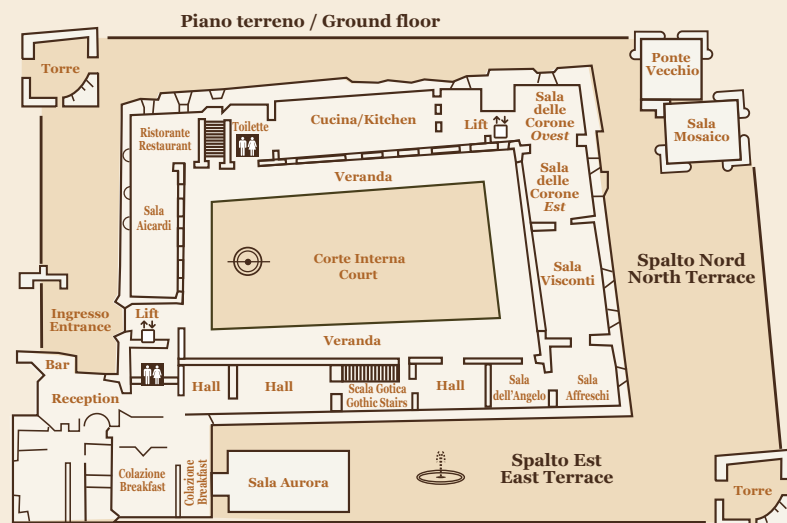 Piano terreno / Ground floor
Torre
Ponte
Vecchio
Sala
Mosaico
Cucina/Kitchen
Lift
Sala
delle
Corone
Ovest
Ristorante
Restaurant
Toilette
Veranda
Sala
delle
Corone
Est
Sala
Aicardi
Corte Interna
Court
Sala
Visconti
Spalto Nord
North Terrace
Ingresso
Entrance
Lift
Veranda
Bar
Reception
Hall
Hall
Scala Gotica
Gothic Stairs
Hall
Sala
dell'Angelo
Sala
Affreschi
Colazione
Breakfast
Colazione
Breakfast
Sala Aurora
Spalto Est
East Terrace
Torre